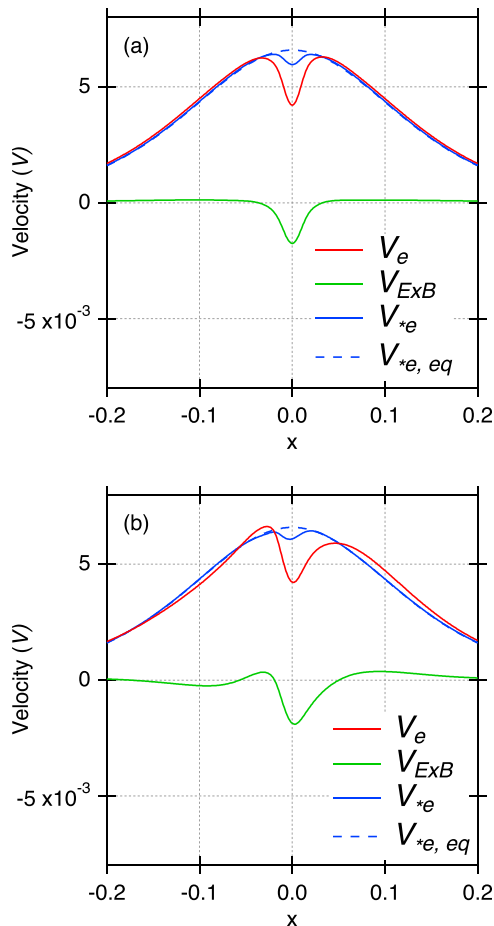 (a)
5
0
-5 x10-3
Velocity (V)
Ve
VExB
V*e
V*e, eq
-0.2 -0.1 0.0 0.1 0.2
x
(b)
5
0
-5 x10-3
Velocity (V)
Ve
VExB
V*e
V*e, eq
-0.2 -0.1 0.0 0.1 0.2
x